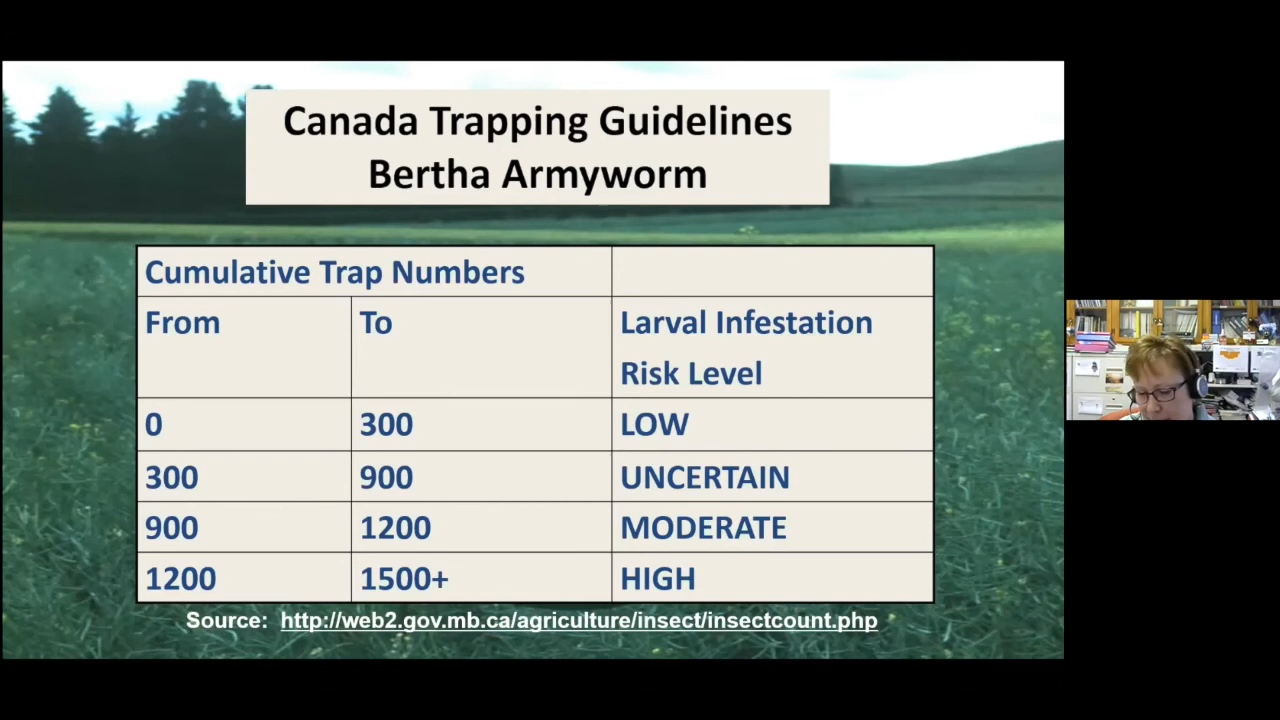 Canada Trapping Guidelines
Bertha Armyworm
Cumulative Trap Numbers
From To Larval Infestation
Risk Level
0 300 LOW
300 900 UNCERTAIN
900 1200 MODERATE
1200 1500+ HIGH
Source: http://web2.gov.mb.ca/agriculture/insect/insectcount.php